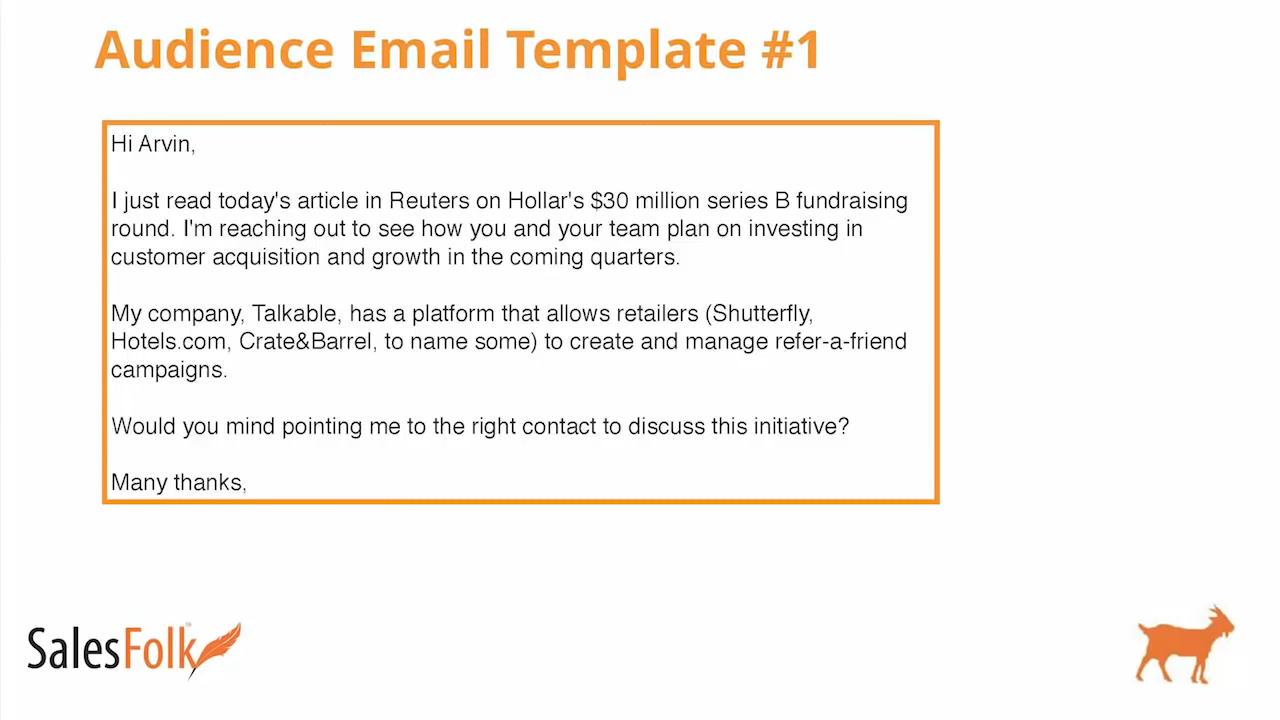 Audience Email Template #1
Hi Arvin,
I just read today's article in Reuters on Hollar's $30 million series B fundraising
round. I'm reaching out to see how you and your team plan on investing in
customer acquisition and growth in the coming quarters.
My company, Talkable, has a platform that allows retailers (Shutterfly,
Hotels.com, Crate&Barrel, to name some) to create and manage refer-a-friend
campaigns.
Would you mind pointing me to the right contact to discuss this initiative?
Many thanks,
SalesFolk™